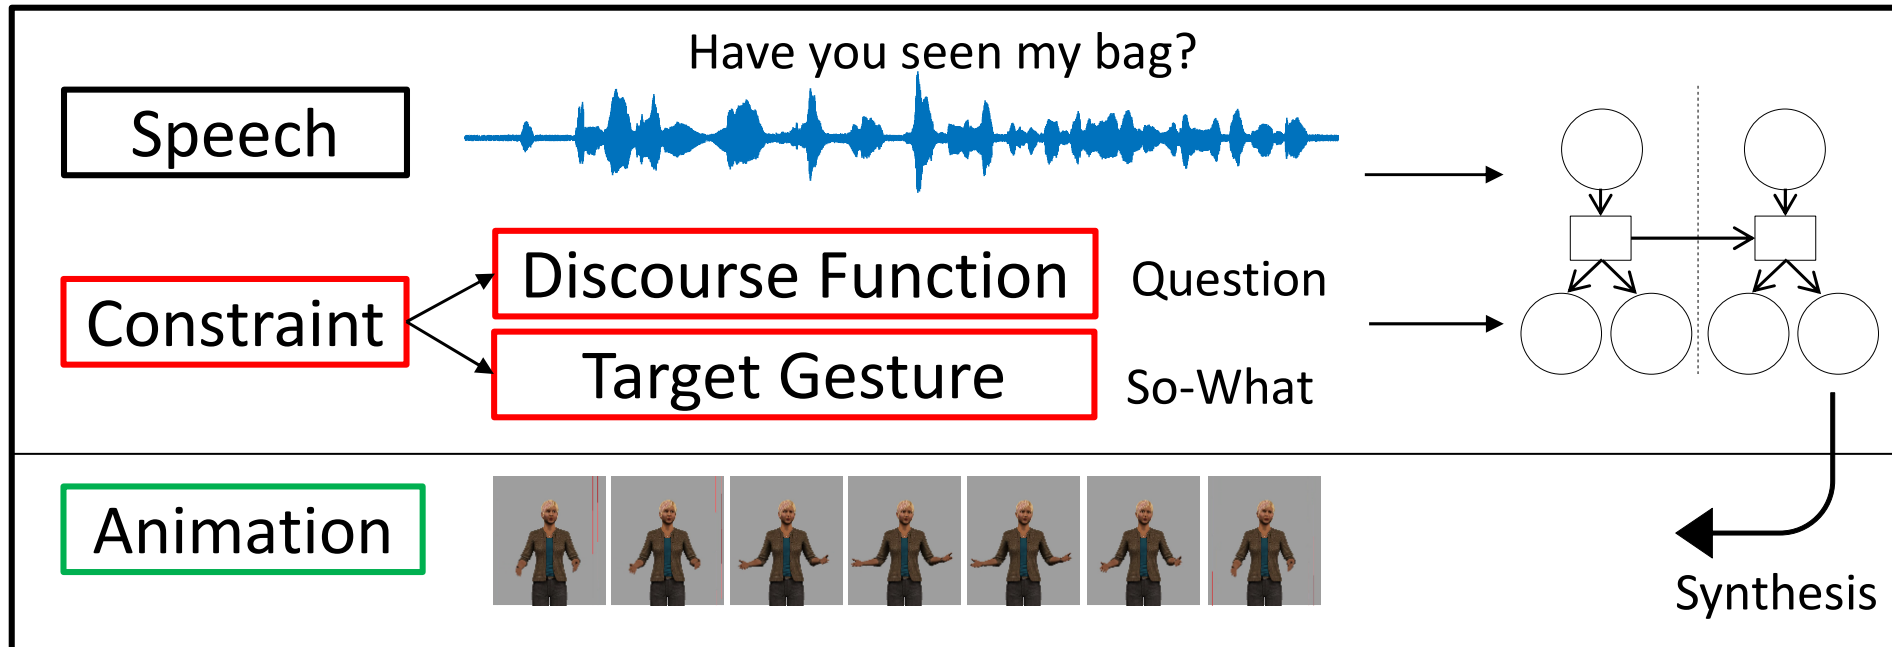 Have you seen my bag?
Speech
Discourse Function
Question
Constraint
Target Gesture
So-What
Animation
Synthesis